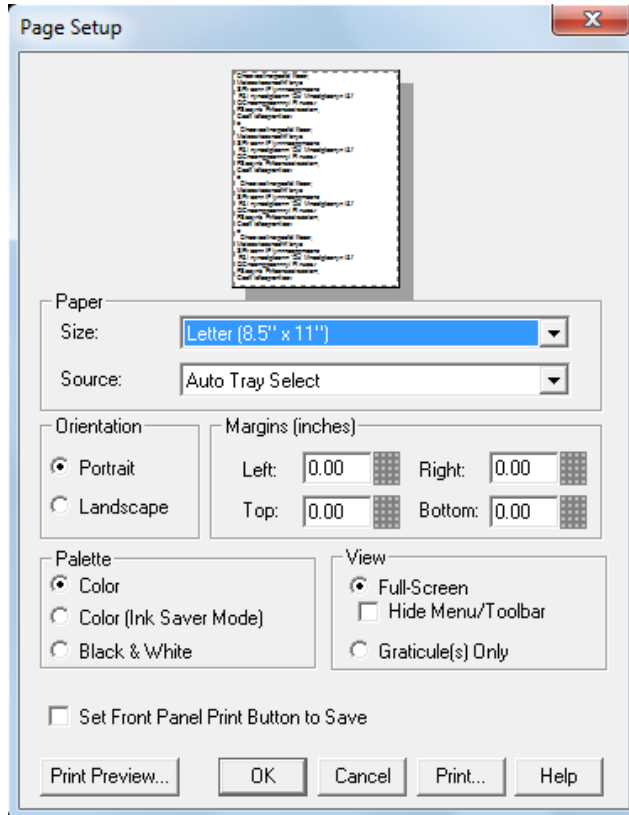 Page Setup
Paper
Size: Letter (8.5" x 11")
Source: Auto Tray Select
Orientation
Portrait
Landscape
Margins (inches)
Left: 0.00 Right: 0.00
Top: 0.00 Bottom: 0.00
Palette
Color
Color (Ink Saver Mode)
Black & White
View
Full-Screen
Hide Menu/Toolbar
Graticule(s) Only
Set Front Panel Print Button to Save
Print Preview... OK Cancel Print... Help